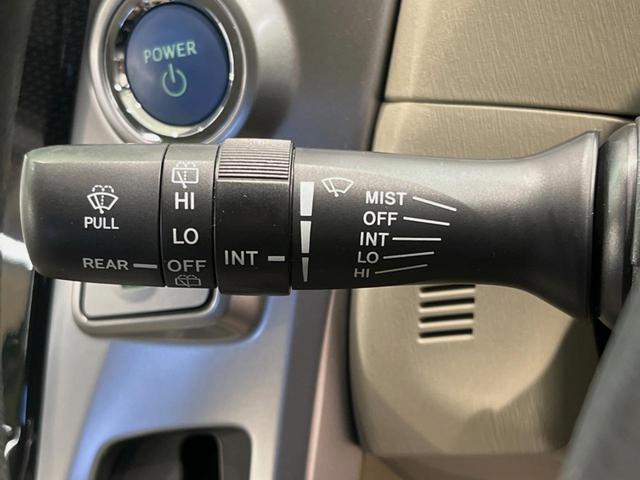 POWER
PULL
REAR
HI
LO
OFF
INT
MIST
OFF
INT
LO
HI